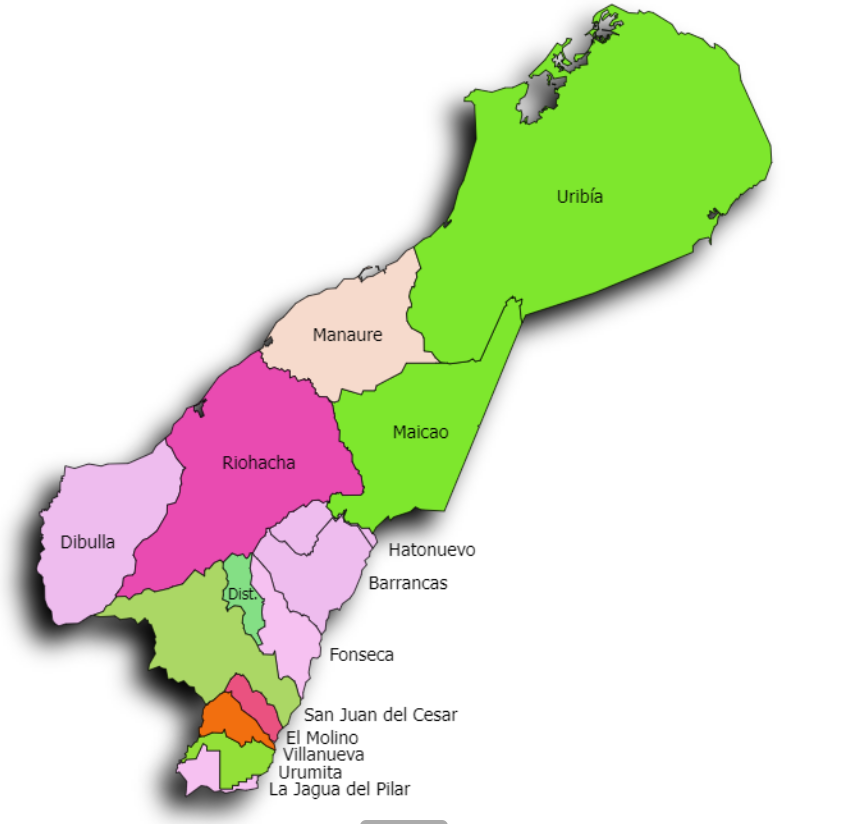 Uribía
Manaure
Maicao
Riohacha
Dibulla
Hatonuevo
Barrancas
Dist.
Fonseca
San Juan del Cesar
El Molino
Villanueva
Urumita
La Jagua del Pilar